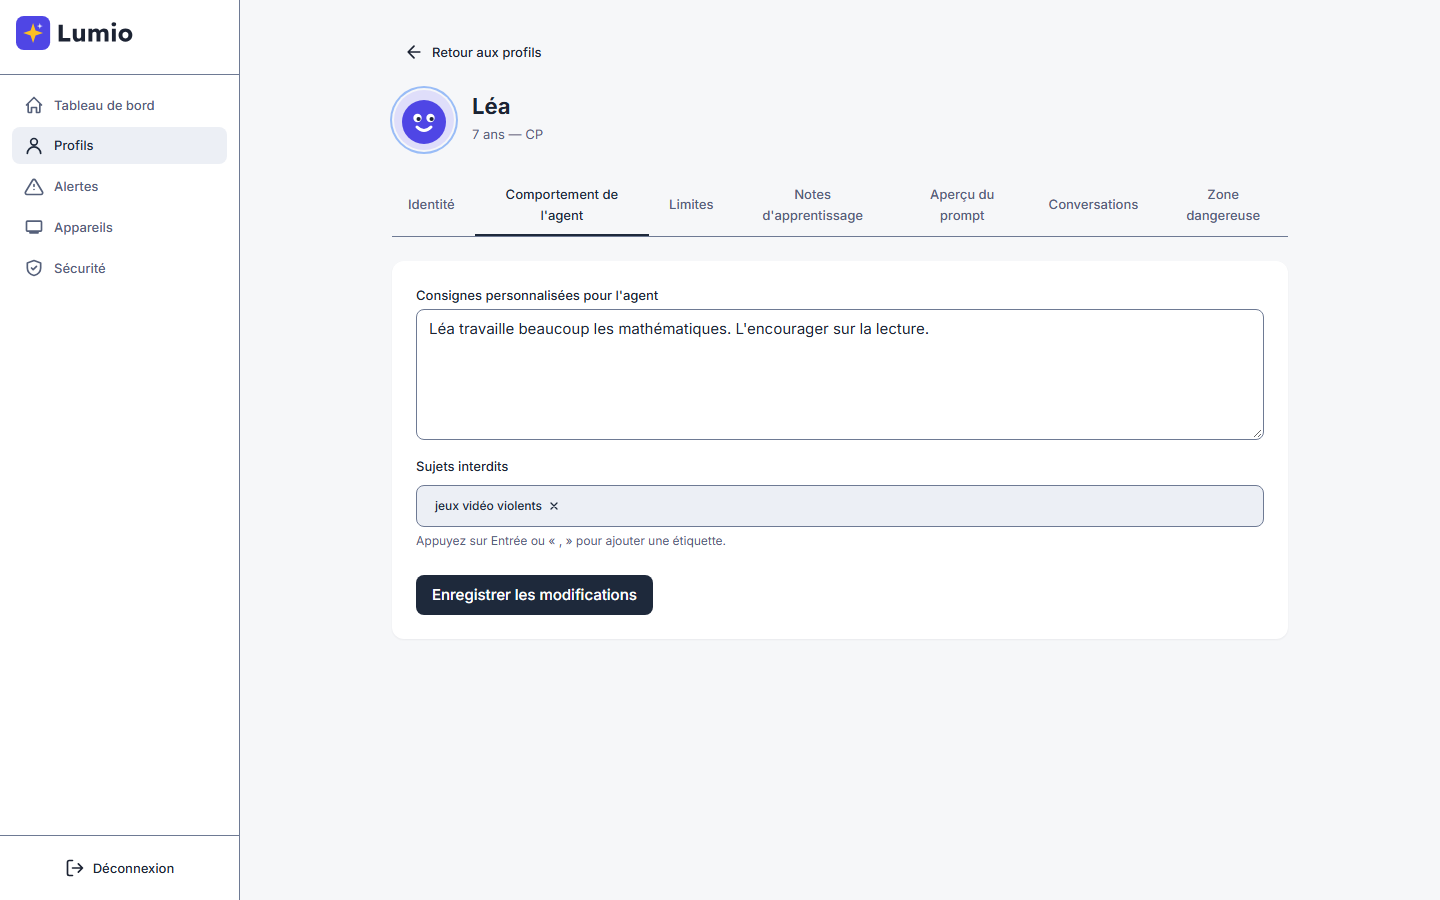 Lumio
Tableau de bord
Profils
Alertes
Appareils
Sécurité
Déconnexion
Retour aux profils
Léa
7 ans — CP
Identité
Comportement de
l'agent
Limites
Notes
d'apprentissage
Aperçu du
prompt
Conversations
Zone
dangereuse
Consignes personnalisées pour l'agent
Léa travaille beaucoup les mathématiques. L'encourager sur la lecture.
Sujets interdits
jeux vidéo violents ×
Appuyez sur Entrée ou « , » pour ajouter une étiquette.
Enregistrer les modifications